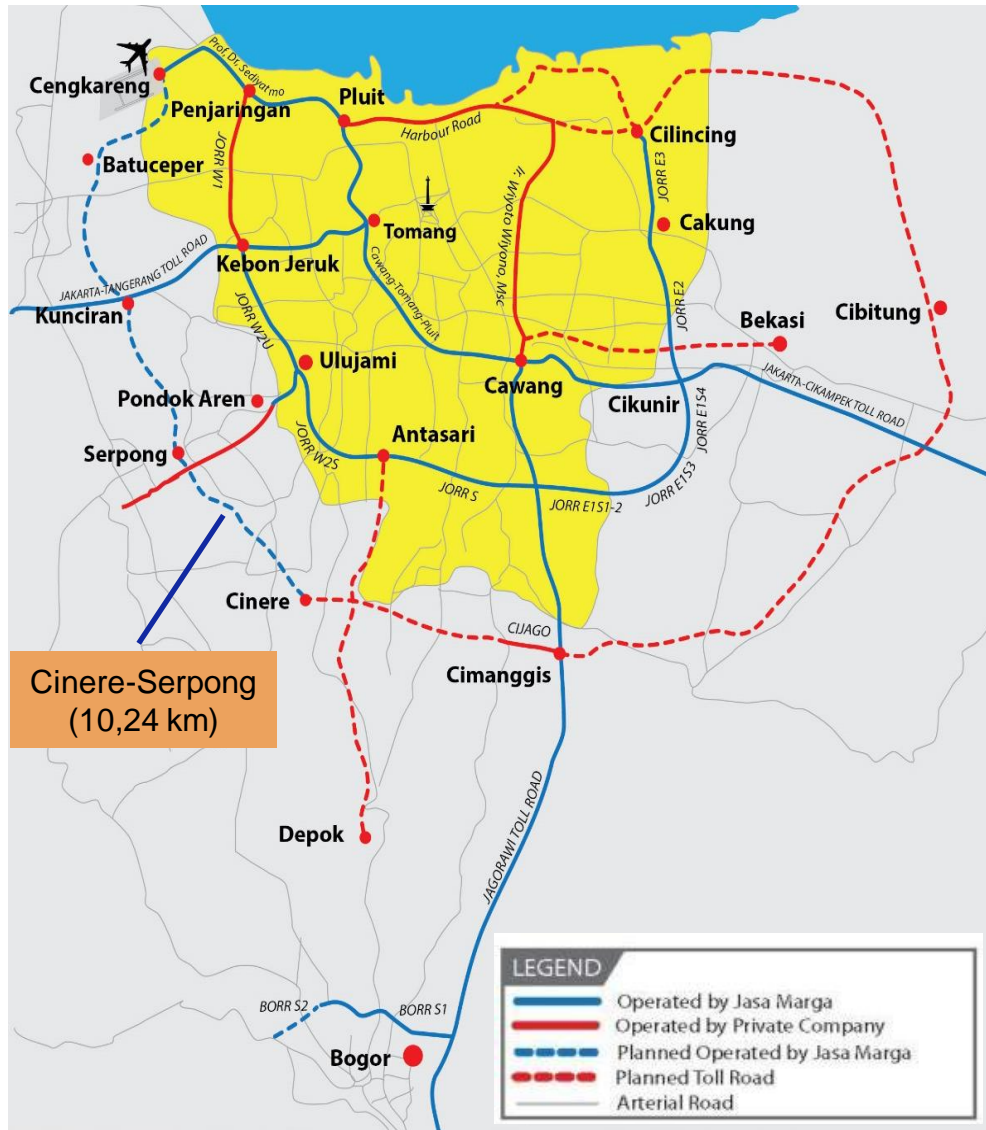 Cengkareng
Prof. Dr. Sediyatmo
Penjaringan
Pluit
Harbour Road
Cilincing
Batuceper
JORR W1
JORR E3
Ir. Wiyoto Wiyono, Msc
Tomang
Cakung
JAKARTA-TANGERANG TOLL ROAD
Kebon Jeruk
Cawang-Tomang-Pluit
JORR E2
Kunciran
JORR W2U
Bekasi
Cibitung
Ulujami
Cawang
JAKARTA-CIKAMPEK TOLL ROAD
Pondok Aren
Cikunir
JORR E1S4
Antasari
Serpong
JORR W2S
JORR S
JORR E1S1-2
JORR E1S3
Cinere
CIJAGO
Cimanggis
Cinere-Serpong
(10,24 km)
JAGORAWI TOLL ROAD
Depok
BORR S2
BORR S1
Bogor
LEGEND
Operated by Jasa Marga
Operated by Private Company
Planned Operated by Jasa Marga
Planned Toll Road
Arterial Road